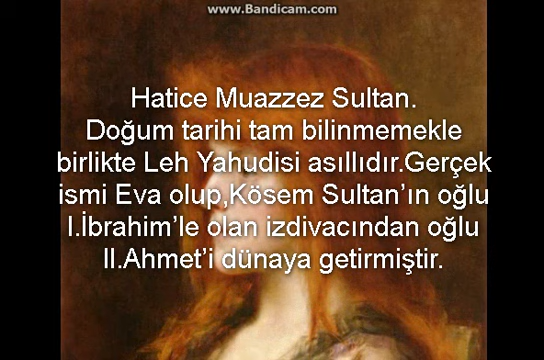 www.Bandicam.com
Hatice Muazzez Sultan.
Doğum tarihi tam bilinmemekle
birlikte Leh Yahudisi asıllıdır.Gerçek
ismi Eva olup,Kösem Sultan’ın oğlu
I.İbrahim’le olan izdivacından oğlu
II.Ahmet’i dünaya getirmiştir.